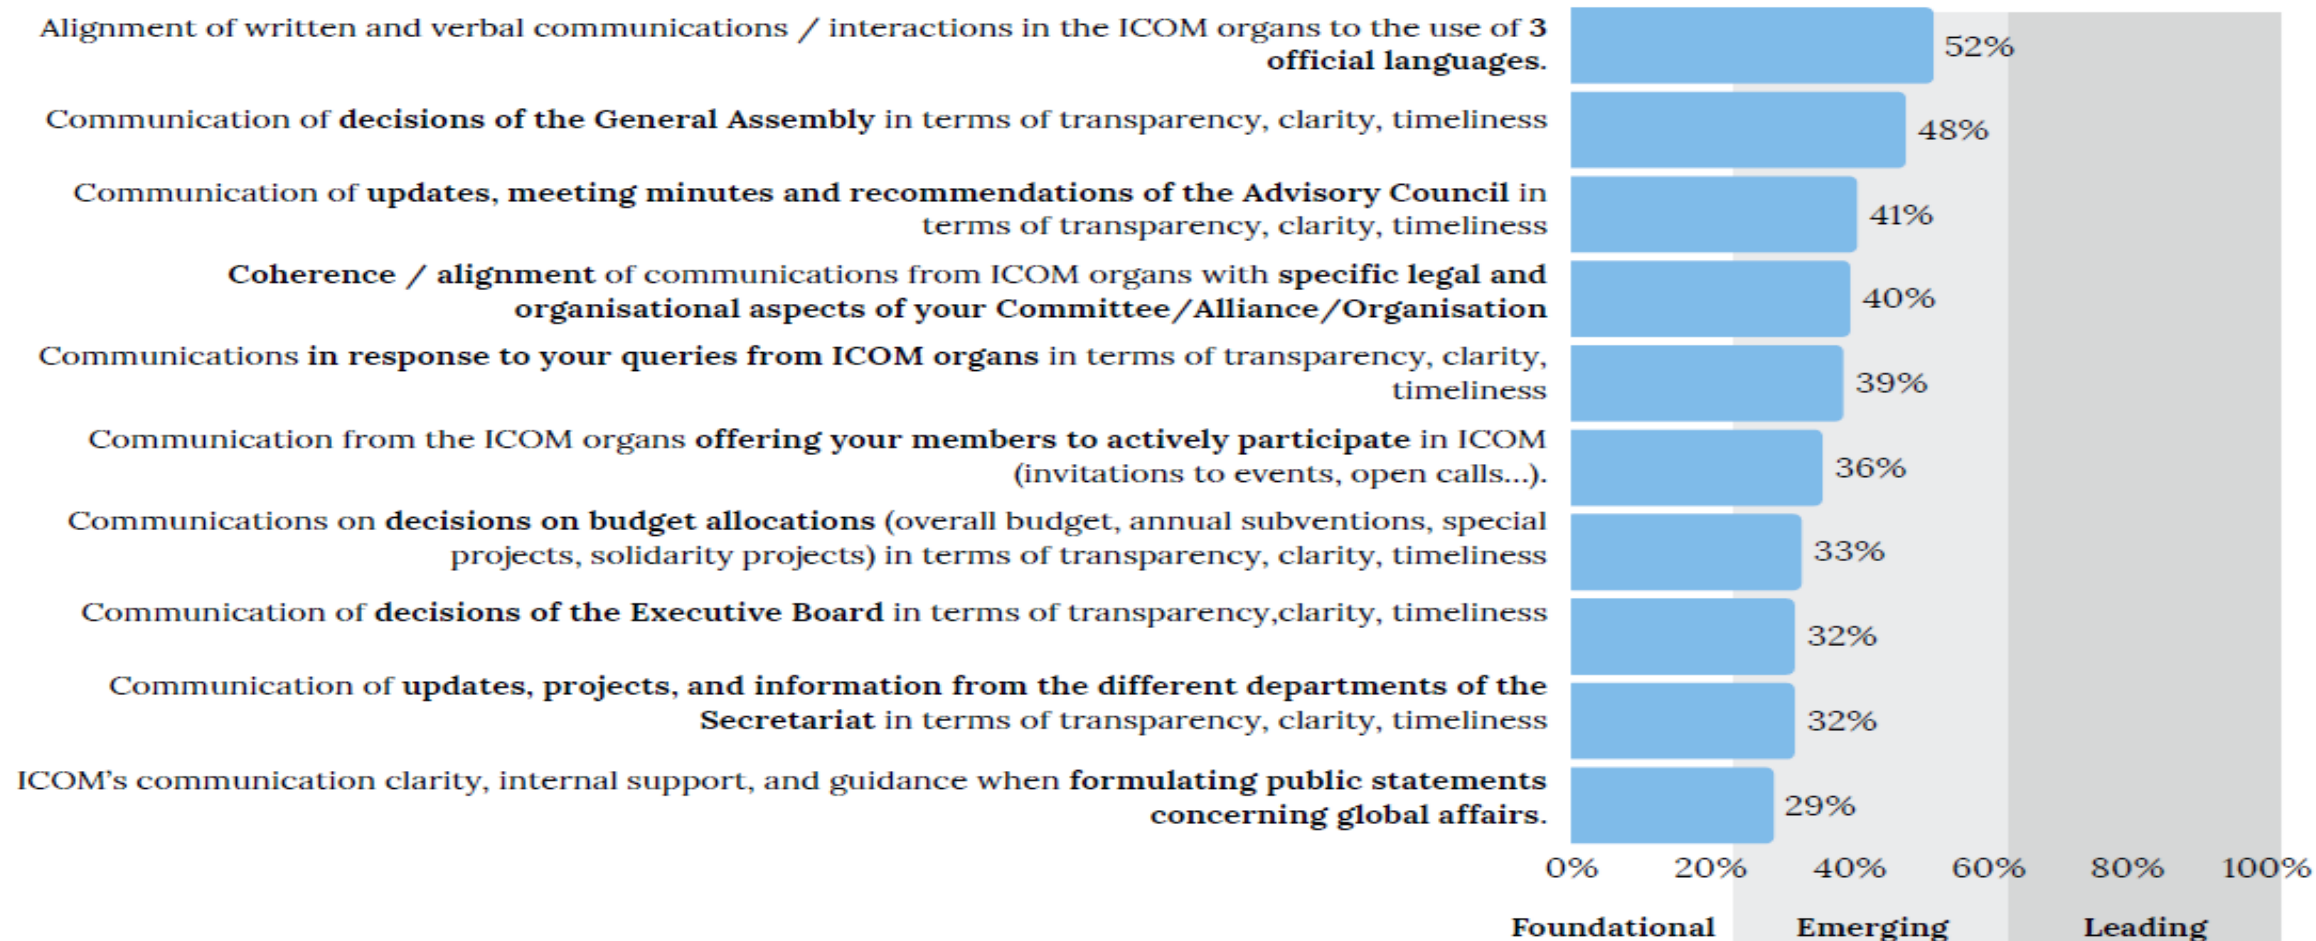 Alignment of written and verbal communications / interactions in the ICOM organs to the use of 3
official languages.
52%
Communication of decisions of the General Assembly in terms of transparency, clarity, timeliness
48%
Communication of updates, meeting minutes and recommendations of the Advisory Council in
terms of transparency, clarity, timeliness
41%
Coherence / alignment of communications from ICOM organs with specific legal and
organisational aspects of your Committee/Alliance/Organisation
40%
Communications in response to your queries from ICOM organs in terms of transparency, clarity,
timeliness
39%
Communication from the ICOM organs offering your members to actively participate in ICOM
(invitations to events, open calls...).
36%
Communications on decisions on budget allocations (overall budget, annual subventions, special
projects, solidarity projects) in terms of transparency, clarity, timeliness
33%
Communication of decisions of the Executive Board in terms of transparency,clarity, timeliness
32%
Communication of updates, projects, and information from the different departments of the
Secretariat in terms of transparency, clarity, timeliness
32%
ICOM’s communication clarity, internal support, and guidance when formulating public statements
concerning global affairs.
29%
0% 20% 40% 60% 80% 100%
Foundational Emerging Leading